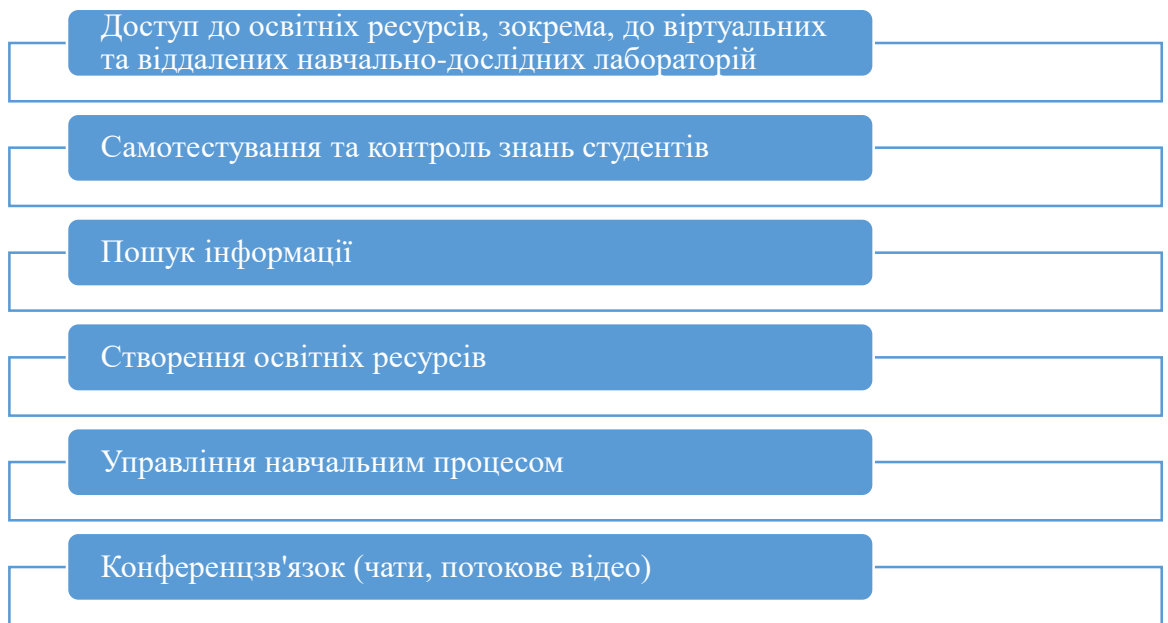 Доступ до освітніх ресурсів, зокрема, до віртуальних
та віддалених навчально-дослідних лабораторій
Самотестування та контроль знань студентів
Пошук інформації
Створення освітніх ресурсів
Управління навчальним процесом
Конференцзв'язок (чати, потокове відео)